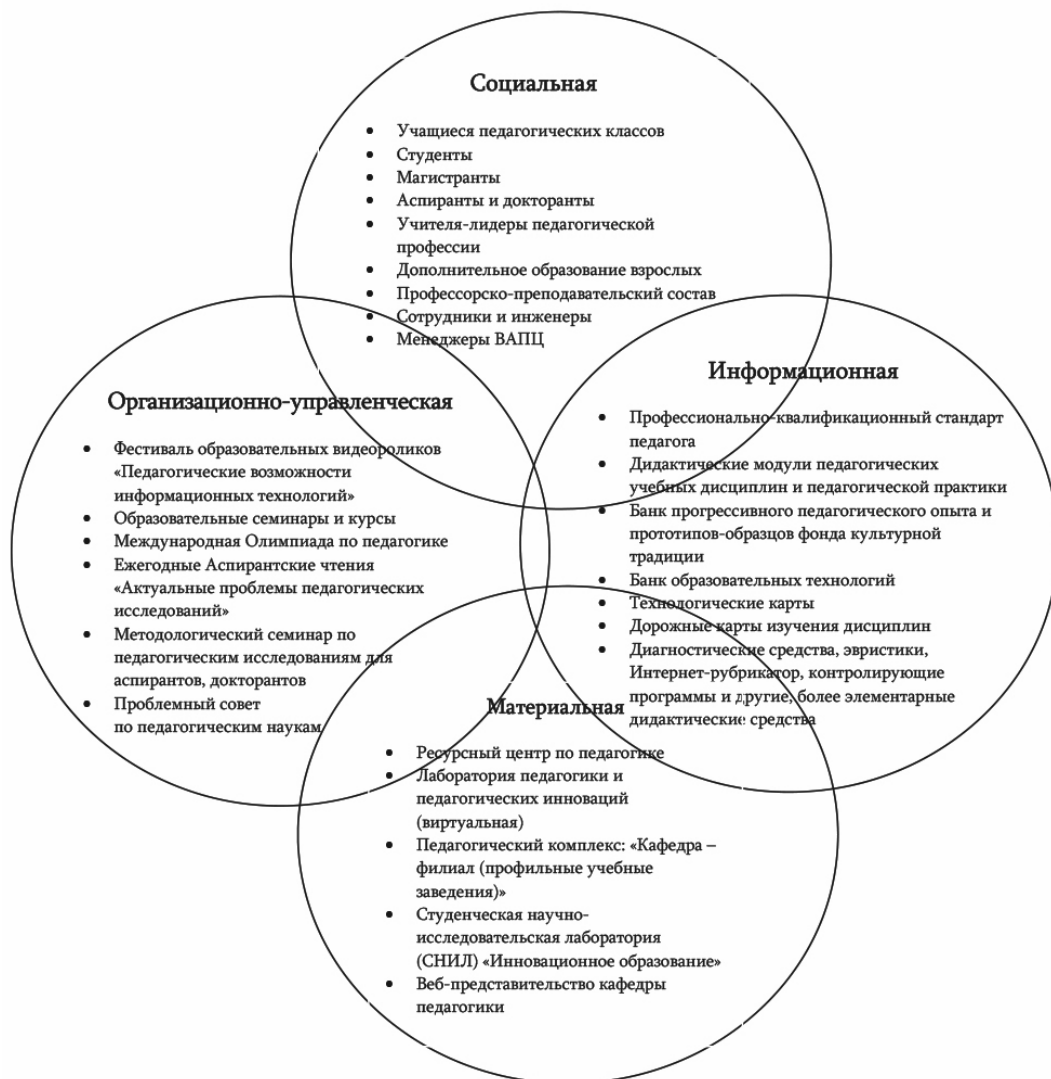 Социальная
• Учащиеся педагогических классов
• Студенты
• Магистранты
• Аспиранты и докторанты
• Учителя-лидеры педагогической
профессии
• Дополнительное образование взрослых
• Профессорско-преподавательский состав
• Сотрудники и инженеры
• Менеджеры ВАПЦ
Организационно-управленческая
• Фестиваль образовательных видеороликов
«Педагогические возможности
информационных технологий»
• Образовательные семинары и курсы
• Международная Олимпиада по педагогике
• Ежегодные Аспирантские чтения
«Актуальные проблемы педагогических
исследований»
• Методологический семинар по
педагогическим исследованиям для
аспирантов, докторантов
• Проблемный совет
по педагогическим наукам
Информационная
• Профессионально-квалификационный стандарт
педагога
• Дидактические модули педагогических
учебных дисциплин и педагогической практики
• Банк прогрессивного педагогического опыта и
прототипов-образцов фонда культурной
традиции
• Банк образовательных технологий
• Технологические карты
• Дорожные карты изучения дисциплин
• Диагностические средства, эвристики,
Интернет-рубрикатор, контролирующие
программы и другие, более элементарные
дидактические средства
Материальная
• Ресурсный центр по педагогике
• Лаборатория педагогики и
педагогических инноваций
(виртуальная)
• Педагогический комплекс: «Кафедра –
филиал (профильные учебные
заведения)»
• Студенческая научно-
исследовательская лаборатория
(СНИЛ) «Инновационное образование»
• Веб-представительство кафедры
педагогики